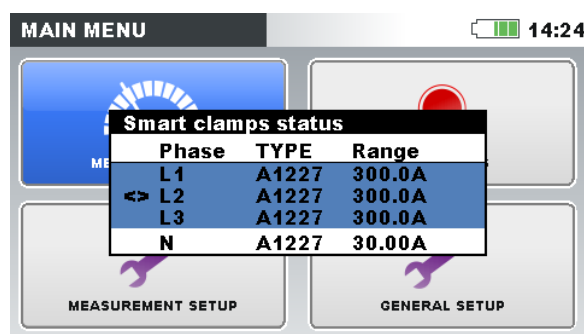 MAIN MENU 14:24
Smart clamps status
Phase TYPE Range
L1 A1227 300.0A
<> L2 A1227 300.0A
L3 A1227 300.0A
N A1227 30.00A
ME
MEASUREMENT SETUP
GENERAL SETUP